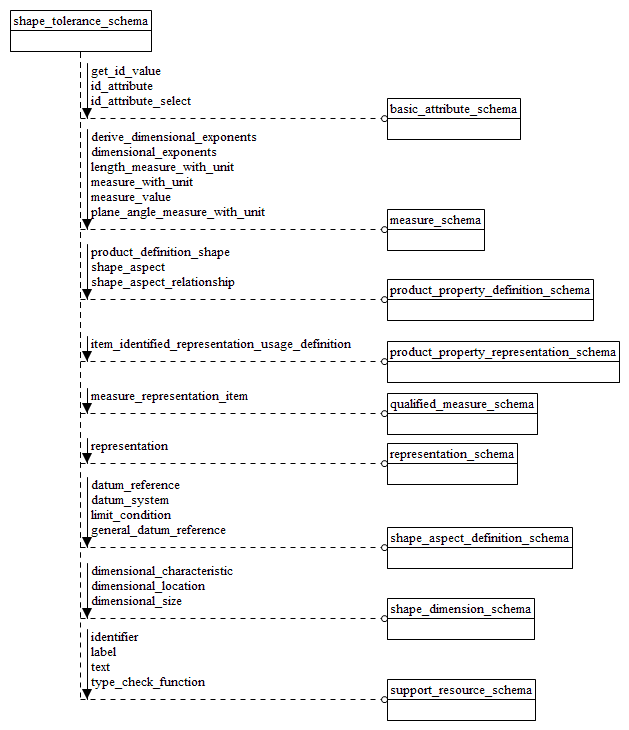 shape_tolerance_schema
get_id_value
id_attribute
id_attribute_select
basic_attribute_schema
derive_dimensional_exponents
dimensional_exponents
length_measure_with_unit
measure_with_unit
measure_value
plane_angle_measure_with_unit
measure_schema
product_definition_shape
shape_aspect
shape_aspect_relationship
product_property_definition_schema
item_identified_representation_usage_definition
product_property_representation_schema
measure_representation_item
qualified_measure_schema
representation
representation_schema
datum_reference
datum_system
limit_condition
general_datum_reference
shape_aspect_definition_schema
dimensional_characteristic
dimensional_location
dimensional_size
shape_dimension_schema
identifier
label
text
type_check_function
support_resource_schema